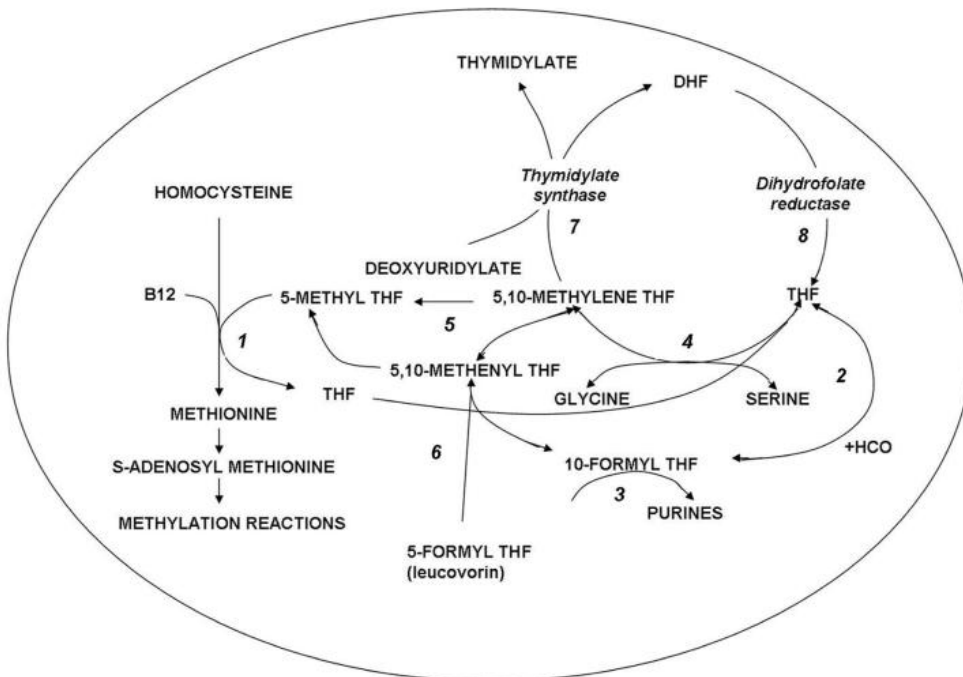 THYMIDYLATE
DHF
Thymidylate
synthase
7
Dihydrofolate
reductase
8
HOMOCYSTEINE
DEOXYURIDYLATE
B12
5-METHYL THF
5,10-METHYLENE THF
THF
5
1
4
5,10-METHENYL THF
2
THF
GLYCINE
SERINE
METHIONINE
6
+HCO
S-ADENOSYL METHIONINE
10-FORMYL THF
3
METHYLATION REACTIONS
PURINES
5-FORMYL THF
(leucovorin)